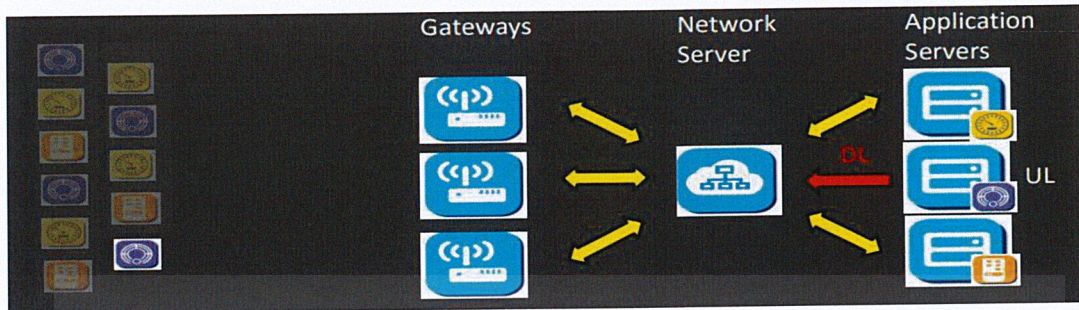 Gateways
Network
Server
Application
Servers
DL
UL